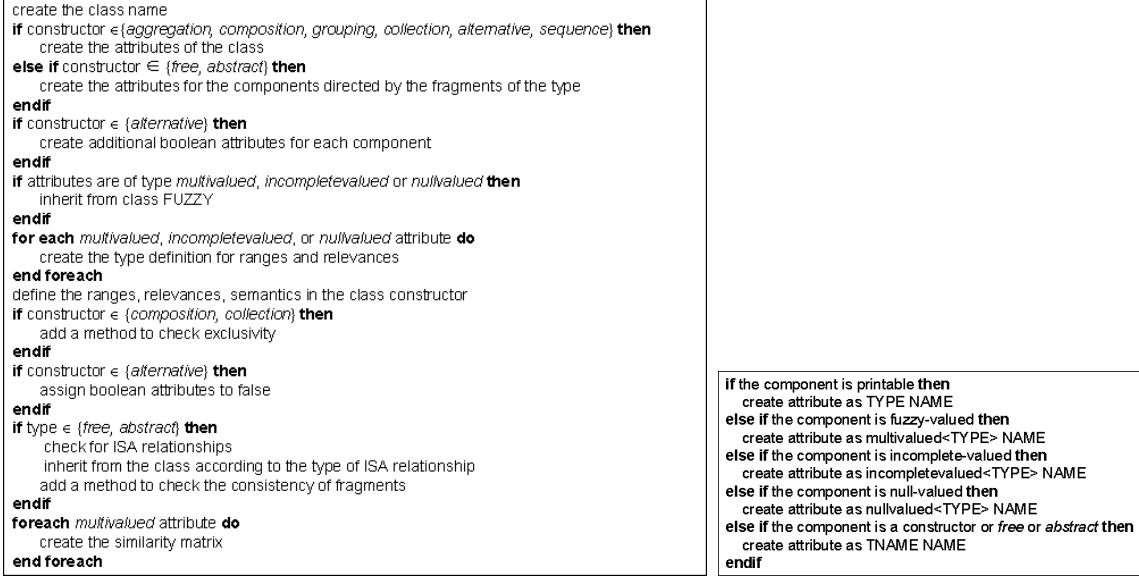 create the class name
if constructor ∈{aggregation, composition, grouping, collection, alternative, sequence} then
create the attributes of the class
else if constructor ∈ {free, abstract} then
create the attributes for the components directed by the fragments of the type
endif
if constructor ∈ {alternative} then
create additional boolean attributes for each component
endif
if attributes are of type multivalued, incompletevalued or nullvalued then
inherit from class FUZZY
endif
for each multivalued, incompletevalued, or nullvalued attribute do
create the type definition for ranges and relevances
end foreach
define the ranges, relevances, semantics in the class constructor
if constructor ∈ {composition, collection} then
add a method to check exclusivity
endif
if constructor ∈ {alternative} then
assign boolean attributes to false
endif
if type ∈ {free, abstract} then
check for ISA relationships
inherit from the class according to the type of ISA relationship
add a method to check the consistency of fragments
endif
foreach multivalued attribute do
create the similarity matrix
end foreach
if the component is printable then
create attribute as TYPE NAME
else if the component is fuzzy-valued then
create attribute as multivalued<TYPE> NAME
else if the component is incomplete-valued then
create attribute as incompletevalued<TYPE> NAME
else if the component is null-valued then
create attribute as nullvalued<TYPE> NAME
else if the component is a constructor or free or abstract then
create attribute as TNAME NAME
endif